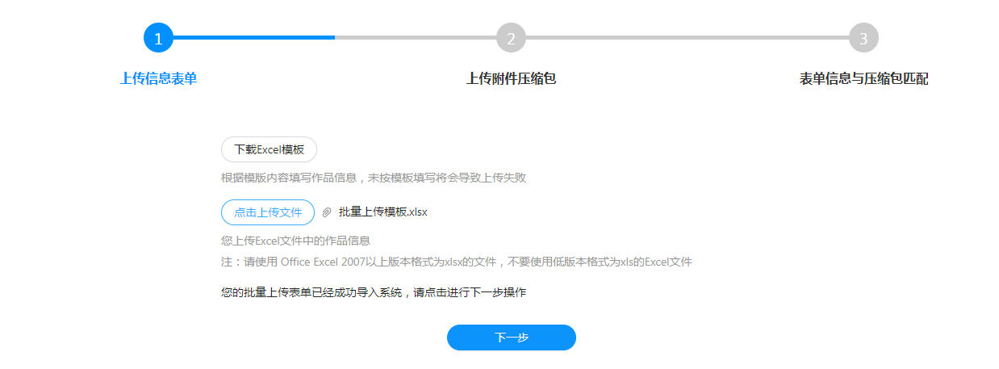 1
2
3
上传信息表单
上传附件压缩包
表单信息与压缩包匹配
下载Excel模板
根据模版内容填写作品信息，未按模板填写将会导致上传失败
点击上传文件
批量上传模板.xlsx
您上传Excel文件中的作品信息
注：请使用 Office Excel 2007以上版本格式为xlsx的文件，不要使用低版本格式为xls的Excel文件
您的批量上传表单已经成功导入系统，请点击进行下一步操作
下一步